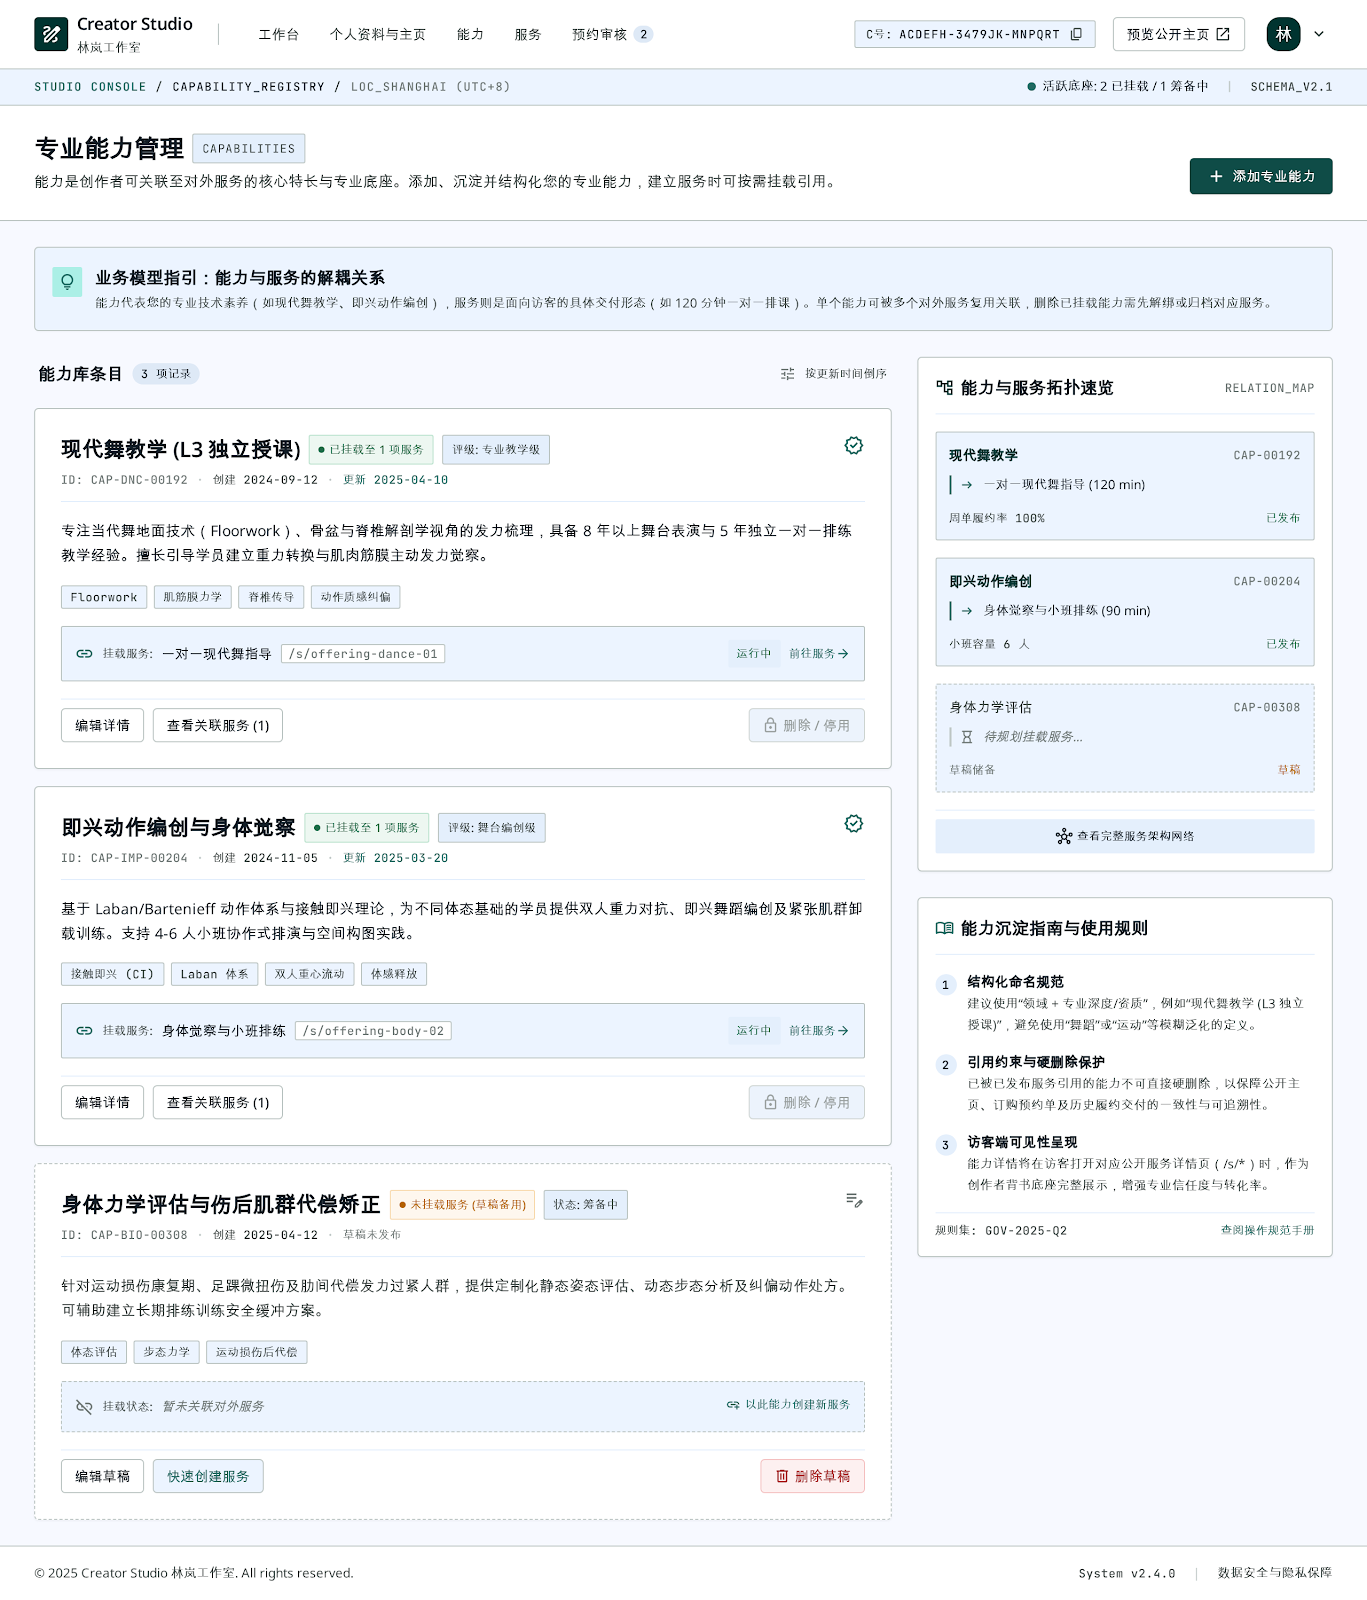 Creator Studio
林岚工作室
工作台
个人资料与主页
能力
服务
预约审核 2
C号: ACDEFH-3479JK-MNPQRT
预览公开主页
林
STUDIO CONSOLE / CAPABILITY_REGISTRY / LOC_SHANGHAI (UTC+8)
活跃底座: 2 已挂载 / 1 筹备中
SCHEMA_V2.1
专业能力管理 CAPABILITIES
能力是创作者可关联至对外服务的核心特长与专业底座。添加、沉淀并结构化您的专业能力，建立服务时可按需挂载引用。
添加专业能力
业务模型指引：能力与服务的解耦关系
能力代表您的专业技术素养（如现代舞教学、即兴动作编创），服务则是面向访客的具体交付形态（如 120 分钟一对一排课）。单个能力可被多个对外服务复用关联，删除已挂载能力需先解绑或归档对应服务。
能力库条目 3 项记录
按更新时间倒序
现代舞教学 (L3 独立授课) 已挂载至 1 项服务 评级: 专业教学级
ID: CAP-DNC-00192 · 创建 2024-09-12 · 更新 2025-04-10
专注当代舞地面技术（Floorwork）、骨盆与脊椎解剖学视角的发力梳理，具备 8 年以上舞台表演与 5 年独立一对一排练
教学经验。擅长引导学员建立重力转换与肌肉筋膜主动发力觉察。
Floorwork 肌筋膜力学 脊椎传导 动作质感纠偏
挂载服务: 一对一现代舞指导 /s/offering-dance-01 运行中 前往服务
编辑详情 查看关联服务 (1) 删除 / 停用
即兴动作编创与身体觉察 已挂载至 1 项服务 评级: 舞台编创级
ID: CAP-IMP-00204 · 创建 2024-11-05 · 更新 2025-03-20
基于 Laban/Bartenieff 动作体系与接触即兴理论，为不同体态基础的学员提供双人重力对抗、即兴舞蹈编创及紧张肌群卸
载训练。支持 4-6 人小班协作式排演与空间构图实践。
接触即兴 (CI) Laban 体系 双人重心流动 体感释放
挂载服务: 身体觉察与小班排练 /s/offering-body-02 运行中 前往服务
编辑详情 查看关联服务 (1) 删除 / 停用
身体力学评估与伤后肌群代偿矫正 未挂载服务 (草稿备用) 状态: 筹备中
ID: CAP-BIO-00308 · 创建 2025-04-12 · 草稿未发布
针对运动损伤康复期、足踝微扭伤及肋间代偿发力过紧人群，提供定制化静态姿态评估、动态步态分析及纠偏动作处方。
可辅助建立长期排练训练安全缓冲方案。
体态评估 步态力学 运动损伤后代偿
挂载状态: 暂未关联对外服务 以此能力创建新服务
编辑草稿 快速创建服务 删除草稿
能力与服务拓扑速览 RELATION_MAP
现代舞教学 CAP-00192
一对一现代舞指导 (120 min)
周单履约率 100% 已发布
即兴动作编创 CAP-00204
身体觉察与小班排练 (90 min)
小班容量 6 人 已发布
身体力学评估 CAP-00308
待规划挂载服务...
草稿储备 草稿
查看完整服务架构网络
能力沉淀指南与使用规则
1 结构化命名规范
建议使用“领域 + 专业深度/资质”，例如“现代舞教学 (L3 独立
授课)”，避免使用“舞蹈”或“运动”等模糊泛化的定义。
2 引用约束与硬删除保护
已被已发布服务引用的能力不可直接硬删除，以保障公开主
页、订购预约单及历史履约交付的一致性与可追溯性。
3 访客端可见性呈现
能力详情将在访客打开对应公开服务详情页（/s/*）时，作为
创作者背书底座完整展示，增强专业信任度与转化率。
规则集: GOV-2025-Q2 查阅操作规范手册
© 2025 Creator Studio 林岚工作室. All rights reserved.
System v2.4.0
数据安全与隐私保障